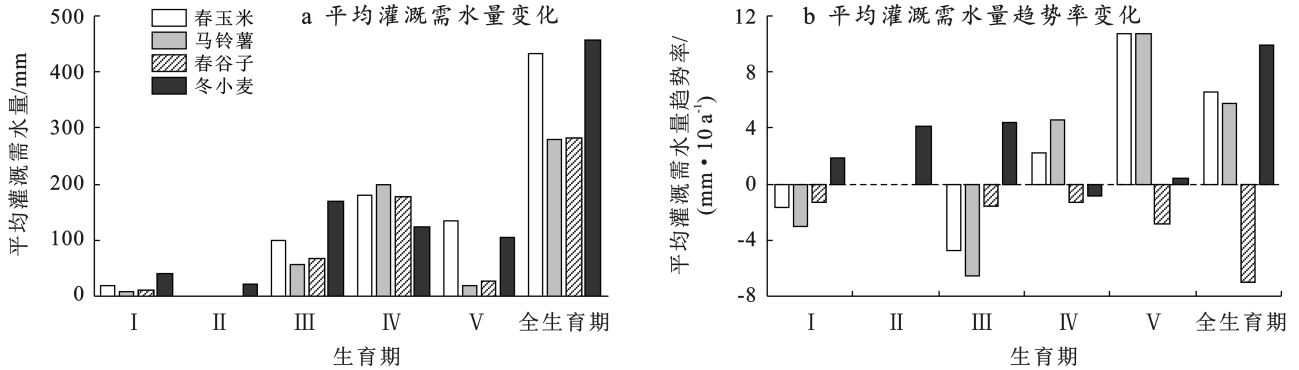 a 平均灌溉需水量变化
春玉米
马铃薯
春谷子
冬小麦
平均灌溉需水量/mm
500
400
300
200
100
0
I II III IV V 全生育期
生育期
b 平均灌溉需水量趋势率变化
平均灌溉需水量趋势率/
(mm·10 a⁻¹)
12
8
4
0
-4
-8
I II III IV V 全生育期
生育期